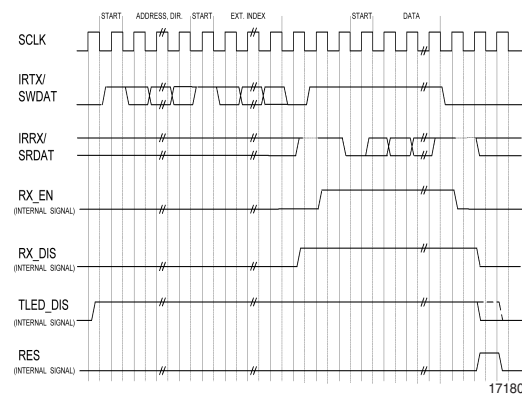 START ADDRESS, DIR. START EXT. INDEX START DATA
SCLK
IRTX/
SWDAT
IRRX/
SRDAT
RX_EN
(INTERNAL SIGNAL)
RX_DIS
(INTERNAL SIGNAL)
TLED_DIS
(INTERNAL SIGNAL)
RES
(INTERNAL SIGNAL)
17180